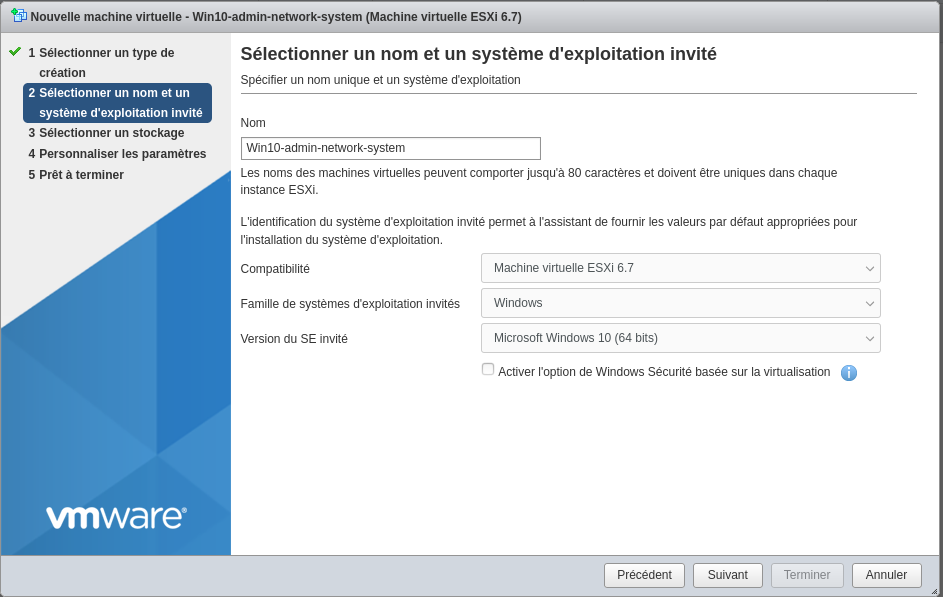 Nouvelle machine virtuelle - Win10-admin-network-system (Machine virtuelle ESXi 6.7)
1 Sélectionner un type de
création
2 Sélectionner un nom et un
système d'exploitation invité
3 Sélectionner un stockage
4 Personnaliser les paramètres
5 Prêt à terminer
vmware®
Sélectionner un nom et un système d'exploitation invité
Spécifier un nom unique et un système d'exploitation
Nom
Win10-admin-network-system
Les noms des machines virtuelles peuvent comporter jusqu'à 80 caractères et doivent être uniques dans chaque
instance ESXi.
L'identification du système d'exploitation invité permet à l'assistant de fournir les valeurs par défaut appropriées pour
l'installation du système d'exploitation.
Compatibilité Machine virtuelle ESXi 6.7
Famille de systèmes d'exploitation invités Windows
Version du SE invité Microsoft Windows 10 (64 bits)
Activer l'option de Windows Sécurité basée sur la virtualisation
Précédent Suivant Terminer Annuler